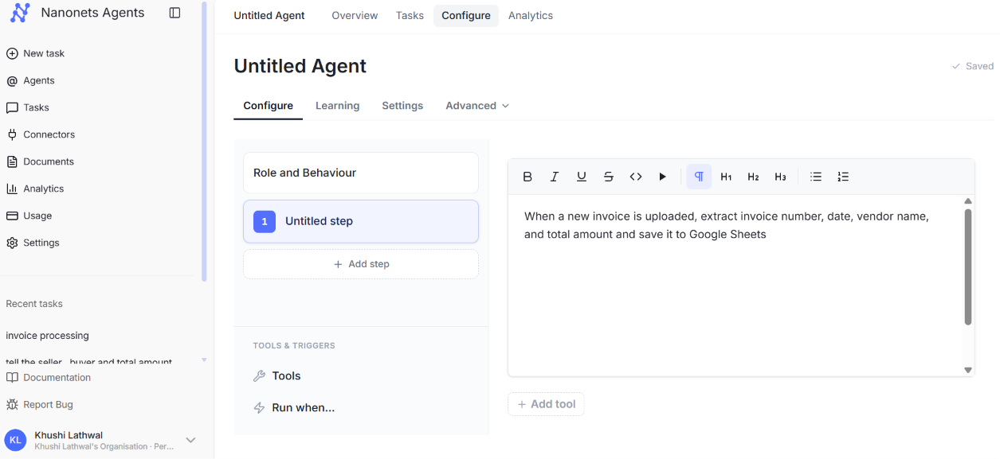 Nanonets Agents
New task
Agents
Tasks
Connectors
Documents
Analytics
Usage
Settings
Recent tasks
invoice processing
tell the seller , buyer and total amount
Documentation
Report Bug
KL
Khushi Lathwal
Khushi Lathwal's Organisation · Per...
Untitled Agent
Overview
Tasks
Configure
Analytics
Untitled Agent
Saved
Configure
Learning
Settings
Advanced
Role and Behaviour
1 Untitled step
+ Add step
TOOLS & TRIGGERS
Tools
Run when...
B I U S <> ¶ H1 H2 H3
When a new invoice is uploaded, extract invoice number, date, vendor name,
and total amount and save it to Google Sheets
+ Add tool